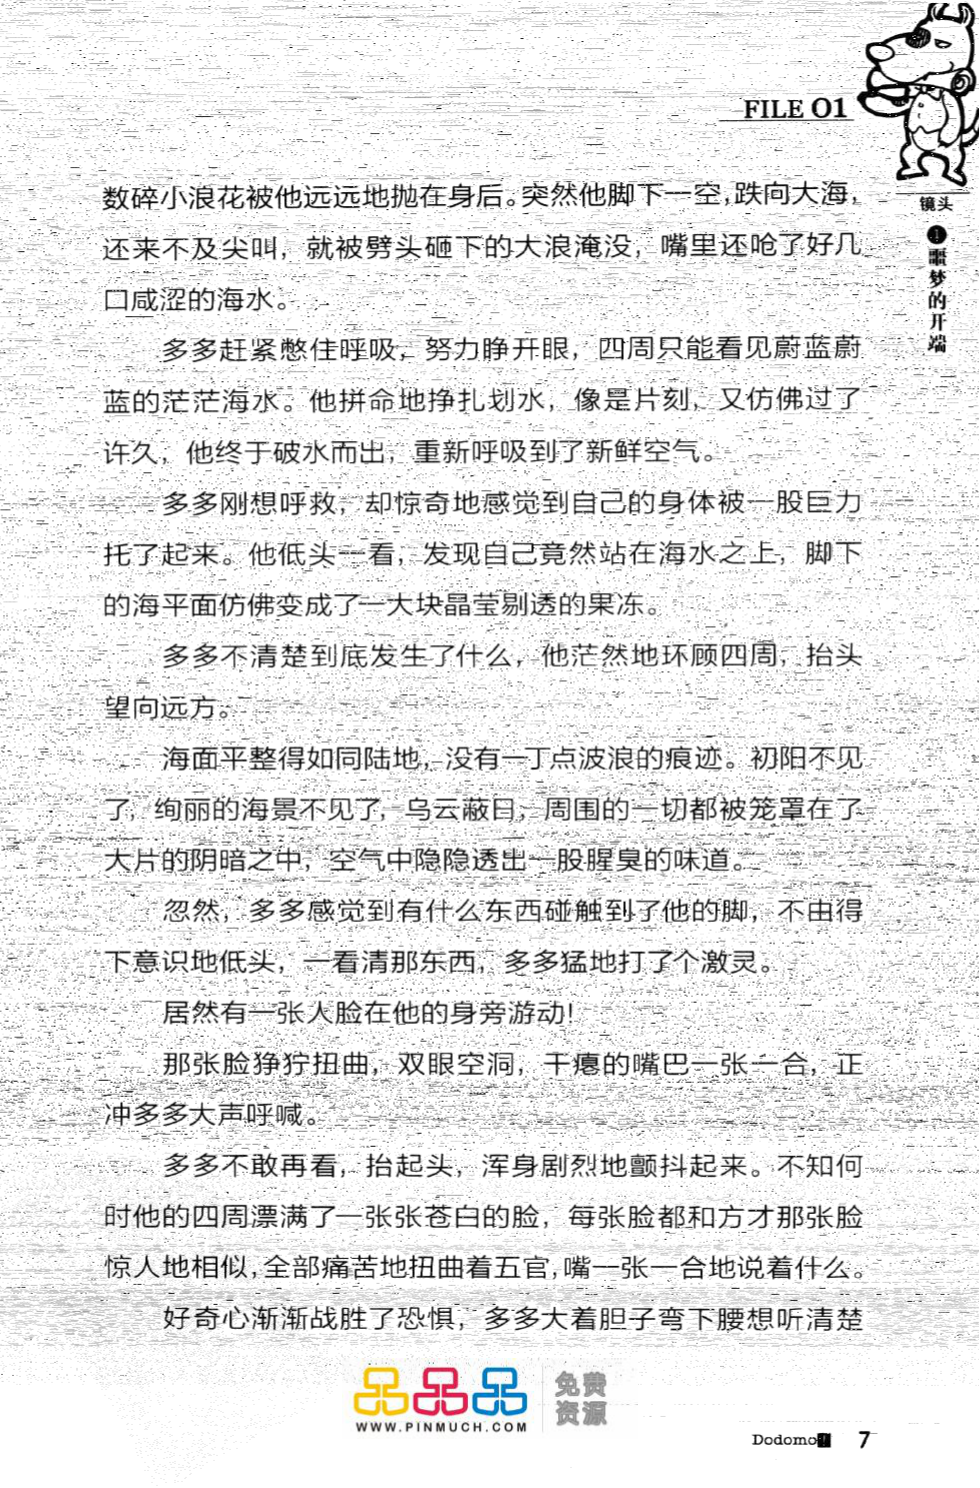 FILE 01
镜头
1
噩梦的开端
数碎小浪花被他远远地抛在身后。突然他脚下一空,跌向大海,
还来不及尖叫，就被劈头砸下的大浪淹没，嘴里还呛了好几
口咸涩的海水。
多多赶紧憋住呼吸，努力睁开眼，四周只能看见蔚蓝蔚
蓝的茫茫海水。他拼命地挣扎划水，像是片刻，又仿佛过了
许久，他终于破水而出，重新呼吸到了新鲜空气。
多多刚想呼救，却惊奇地感觉到自己的身体被一股巨力
托了起来。他低头一看，发现自己竟然站在海水之上，脚下
的海平面仿佛变成了一大块晶莹剔透的果冻。
多多不清楚到底发生了什么，他茫然地环顾四周，抬头
望向远方。
海面平整得如同陆地，没有一丁点波浪的痕迹。初阳不见
了，绚丽的海景不见了，乌云蔽日，周围的一切都被笼罩在了
大片的阴暗之中，空气中隐隐透出一股腥臭的味道。
忽然，多多感觉到有什么东西碰触到了他的脚，不由得
下意识地低头，一看清那东西，多多猛地打了个激灵。
居然有一张人脸在他的身旁游动！
那张脸狰狞扭曲，双眼空洞，干瘪的嘴巴一张一合，正
冲多多大声呼喊。
多多不敢再看，抬起头，浑身剧烈地颤抖起来。不知何
时他的四周漂满了一张张苍白的脸，每张脸都和方才那张脸
惊人地相似,全部痛苦地扭曲着五官,嘴一张一合地说着什么。
好奇心渐渐战胜了恐惧，多多大着胆子弯下腰想听清楚
品品品
WWW.PINMUCH.COM
免费
资源
Dodomo
7